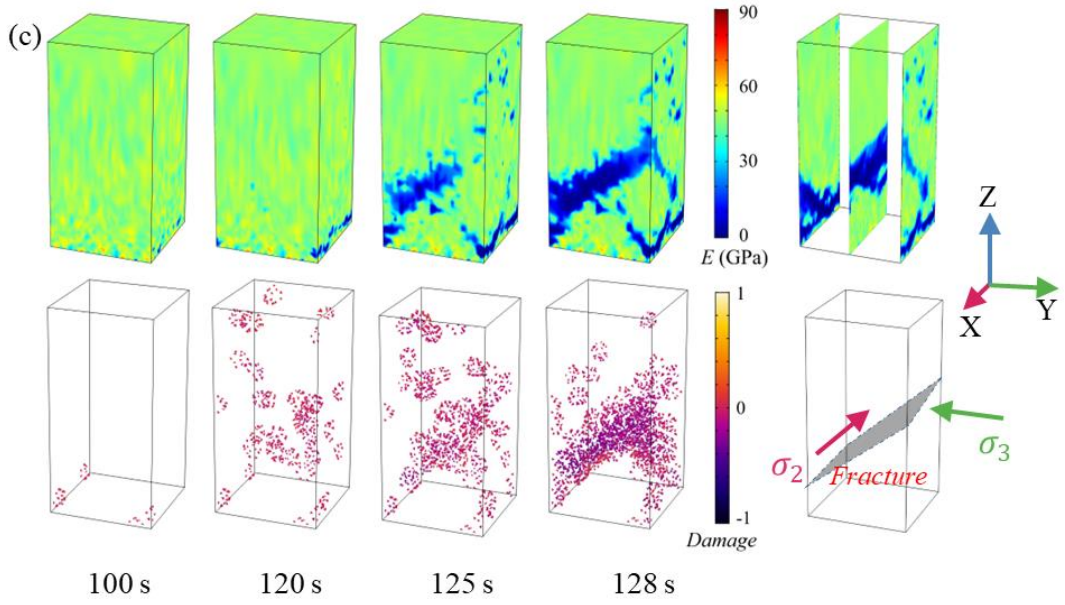 (c)
90
60
30
0
E (GPa)
Z
X
Y
1
0
-1
Damage
σ2
σ3
Fracture
100 s
120 s
125 s
128 s